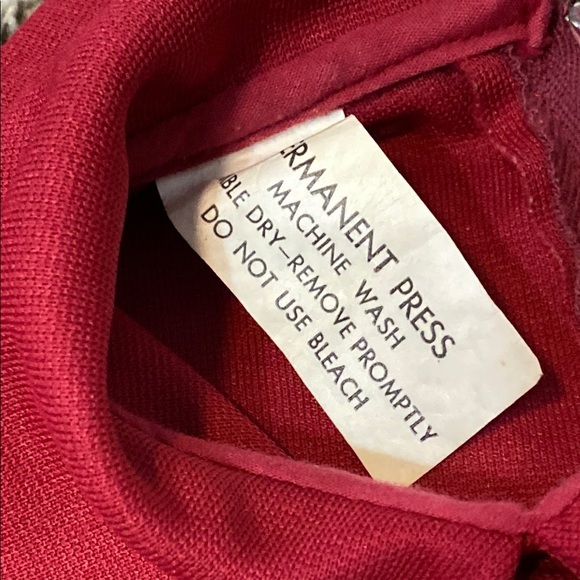 ERMANENT PRESS
MACHINE WASH
BLE DRY—REMOVE PROMPTLY
DO NOT USE BLEACH